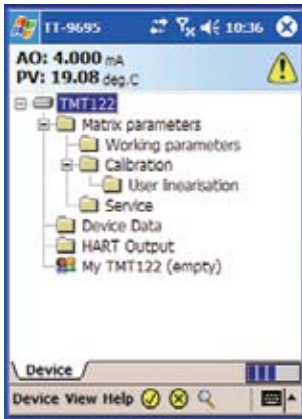 TT-9695 10:36
AO: 4.000 mA
PV: 19.08 deg.C
TMT122
Matrix parameters
Working parameters
Calibration
User linearisation
Service
Device Data
HART Output
My TMT122 (empty)
Device
Device View Help